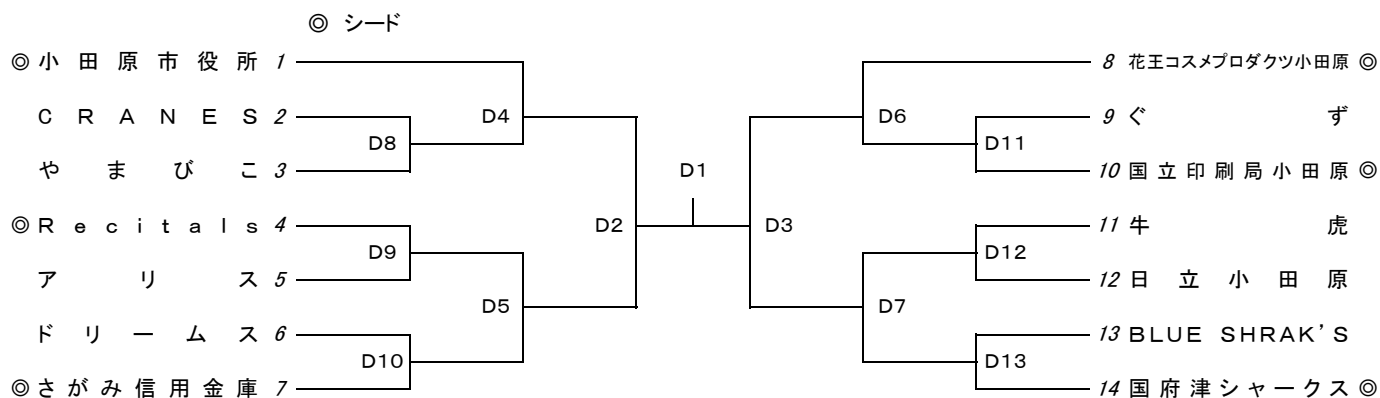 ◎ シード
◎小田原市役所 1
CRANES 2
やまびこ 3
◎Recitals 4
アリス 5
ドリームス 6
◎さがみ信用金庫 7
D8
D9
D10
D4
D5
D2
D1
D3
D6
D7
D11
D12
D13
8 花王コスメプロダクツ小田原 ◎
9 ぐず
10 国立印刷局小田原 ◎
11 牛虎
12 日立小田原
13 BLUE SHRAK'S
14 国府津シャークス ◎